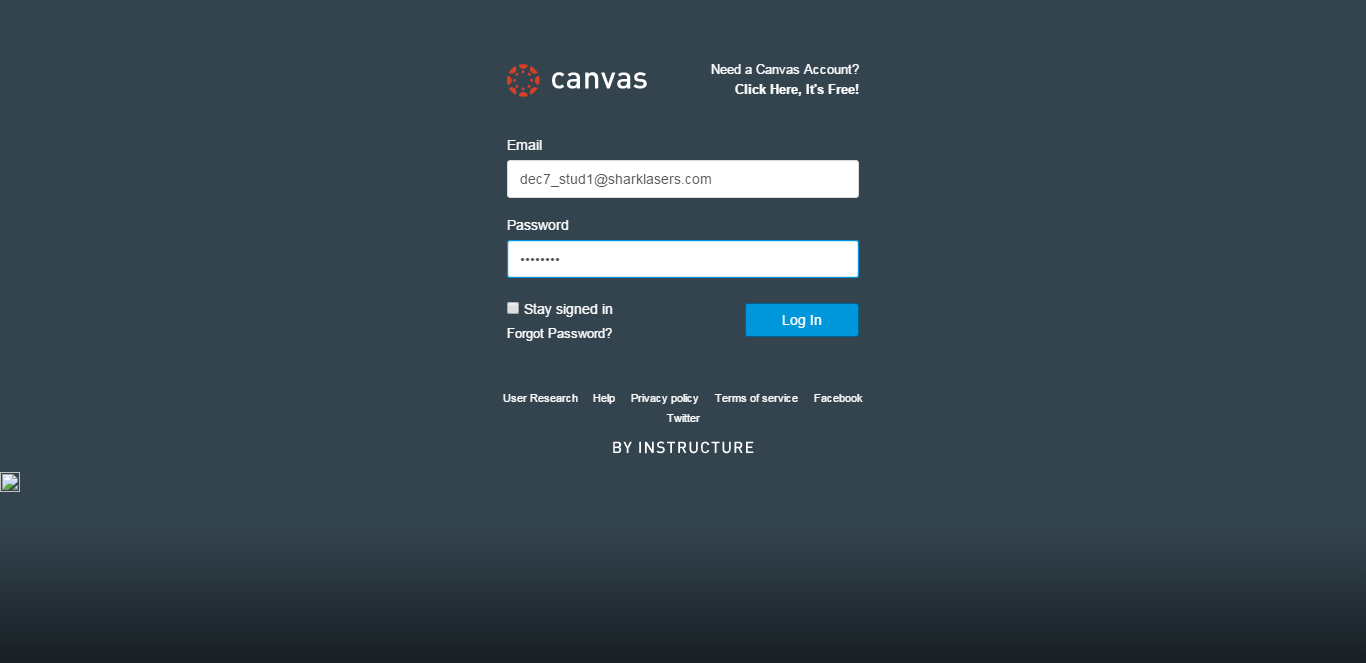 canvas
Need a Canvas Account?
Click Here, It's Free!
Email
dec7_stud1@sharklasers.com
Password
••••••••
Stay signed in
Log In
Forgot Password?
User Research Help Privacy policy Terms of service Facebook
Twitter
BY INSTRUCTURE